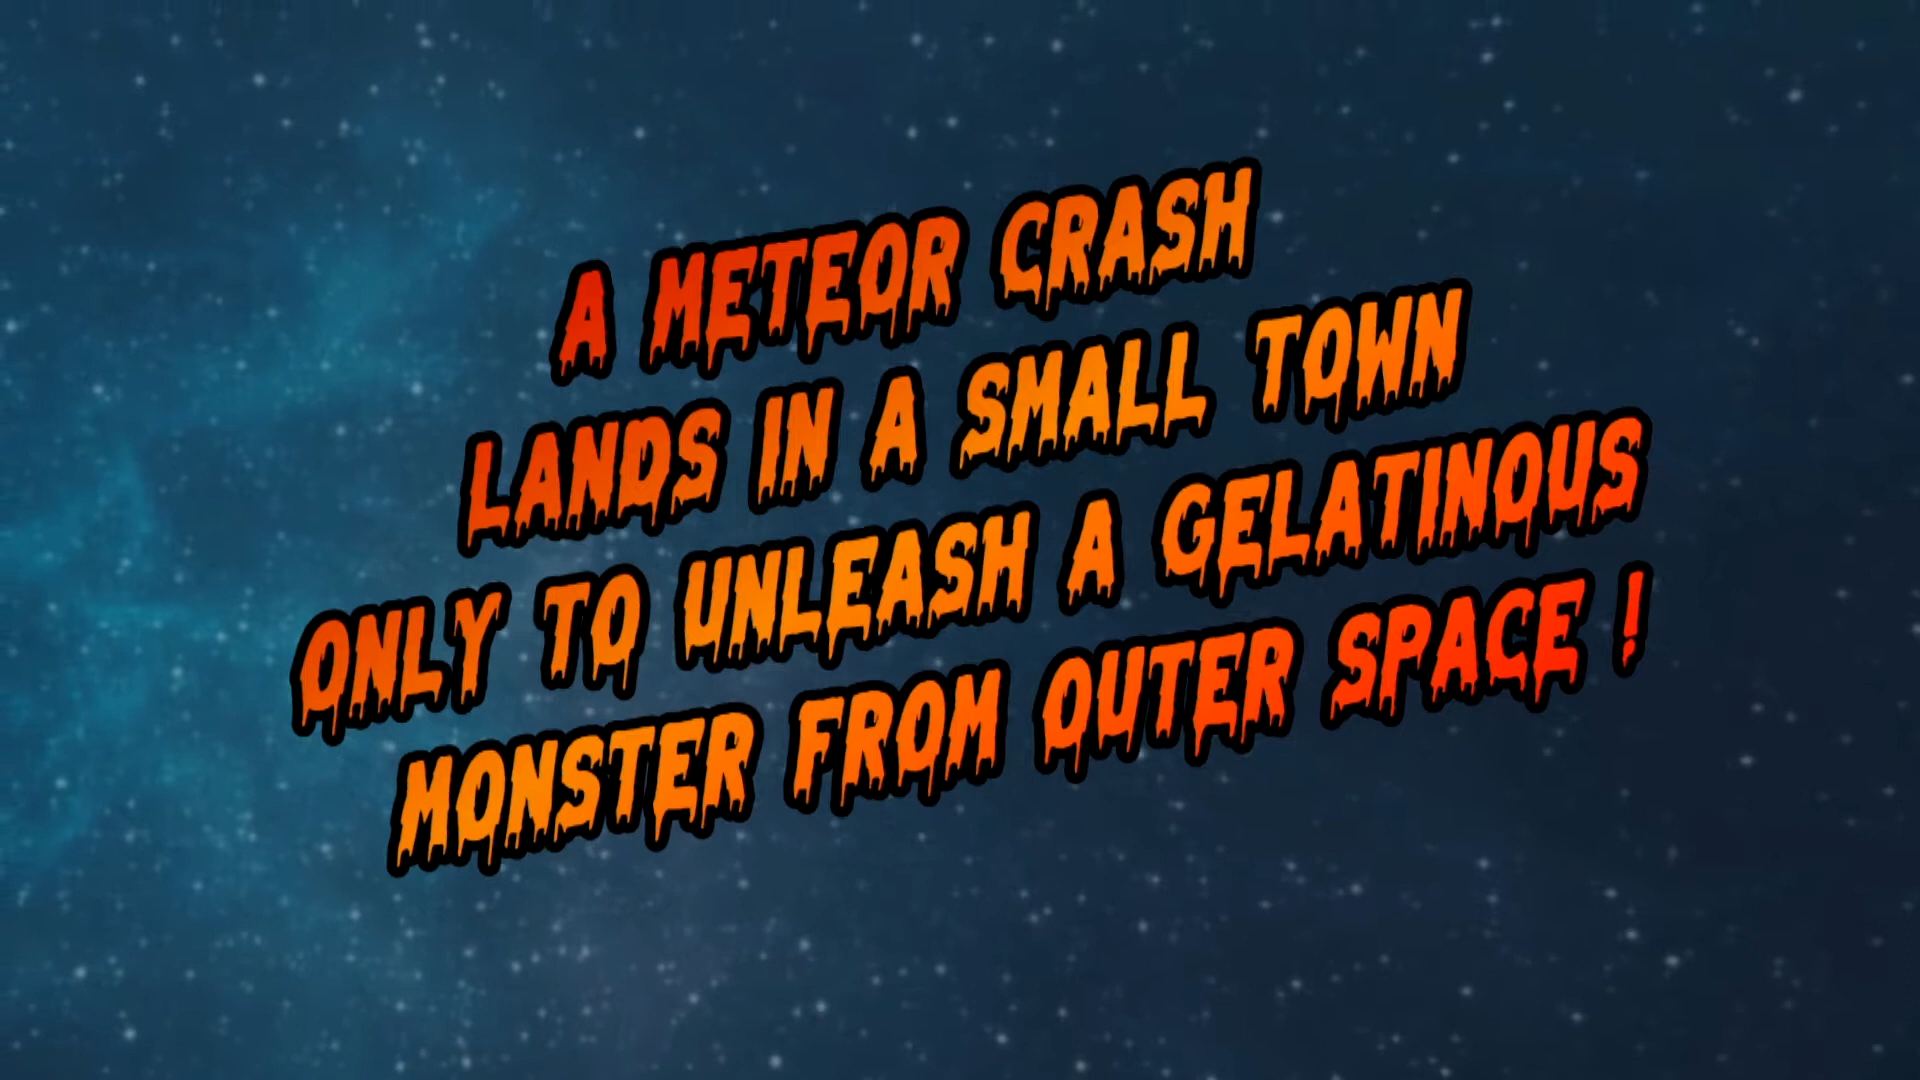 A METEOR CRASH
LANDS IN A SMALL TOWN
ONLY TO UNLEASH A GELATINOUS
MONSTER FROM OUTER SPACE !